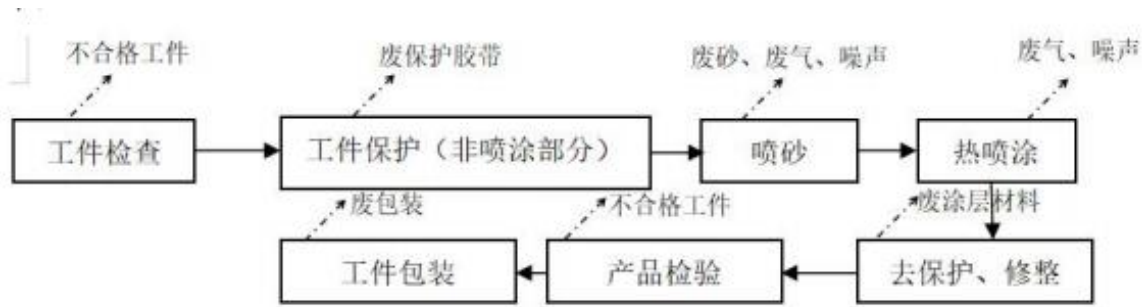 不合格工件
废保护胶带
废砂、废气、噪声
废气、噪声
工件检查
工件保护（非喷涂部分）
喷砂
热喷涂
废包装
不合格工件
废涂层材料
工件包装
产品检验
去保护、修整